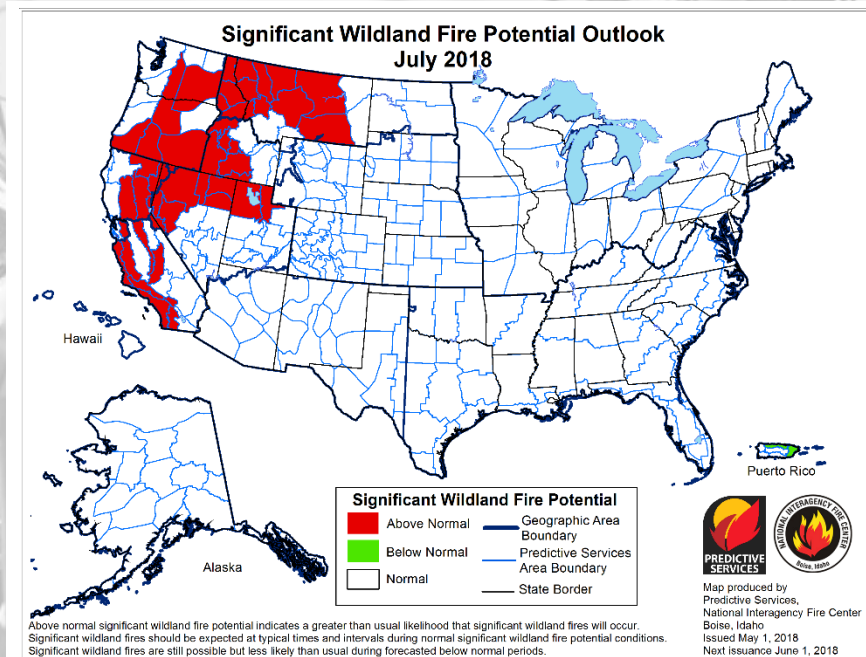 Significant Wildland Fire Potential Outlook
July 2018
Hawaii
Alaska
Puerto Rico
Significant Wildland Fire Potential
Above Normal
Below Normal
Normal
Geographic Area
Boundary
Predictive Services
Area Boundary
State Border
PREDICTIVE
SERVICES
NATIONAL INTERAGENCY FIRE CENTER
Boise, Idaho
Map produced by
Predictive Services,
National Interagency Fire Center
Boise, Idaho
Issued May 1, 2018
Next issuance June 1, 2018
Above normal significant wildland fire potential indicates a greater than usual likelihood that significant wildland fires will occur.
Significant wildland fires should be expected at typical times and intervals during normal significant wildland fire potential conditions.
Significant wildland fires are still possible but less likely than usual during forecasted below normal periods.